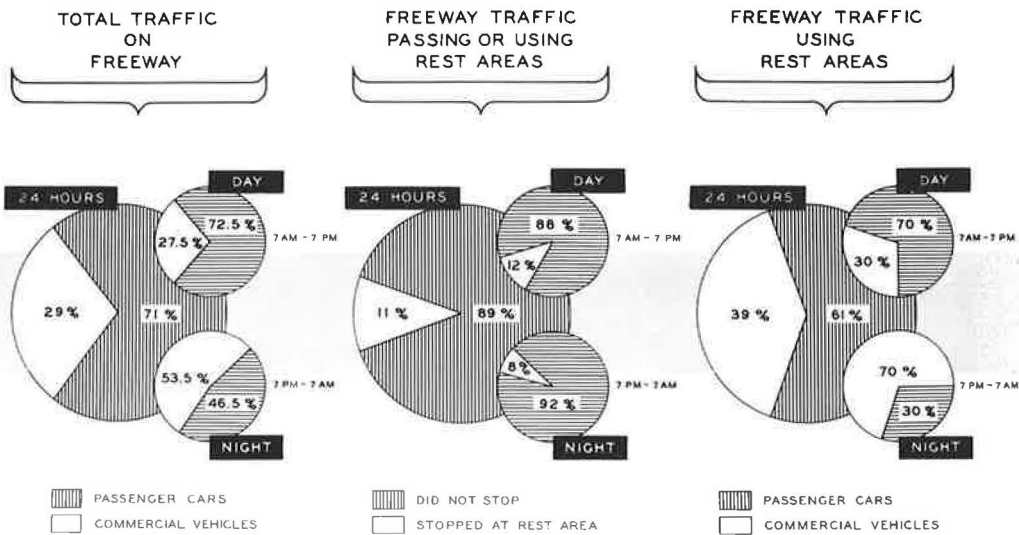 TOTAL TRAFFIC
ON
FREEWAY
24 HOURS
DAY
72.5 %
27.5 %
7 AM - 7 PM
29 %
71 %
53.5 %
46.5 %
7 PM - 7 AM
NIGHT
PASSENGER CARS
COMMERCIAL VEHICLES
FREEWAY TRAFFIC
PASSING OR USING
REST AREAS
24 HOURS
DAY
88 %
12 %
7 AM - 7 PM
11 %
89 %
8 %
92 %
7 PM - 7 AM
NIGHT
DID NOT STOP
STOPPED AT REST AREA
FREEWAY TRAFFIC
USING
REST AREAS
24 HOURS
DAY
70 %
30 %
7 AM - 7 PM
39 %
61 %
70 %
30 %
7 PM - 7 AM
NIGHT
PASSENGER CARS
COMMERCIAL VEHICLES